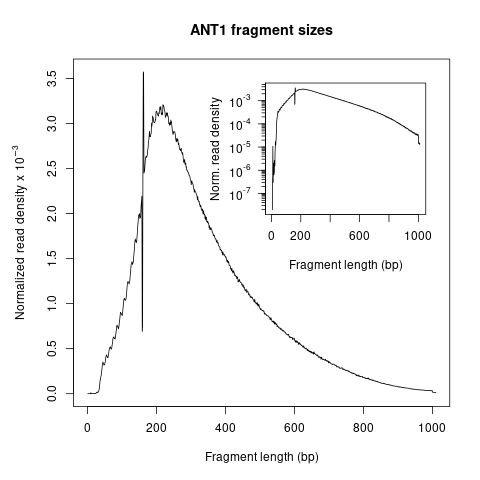 ANT1 fragment sizes
Normalized read density x 10⁻³
3.5
3.0
2.5
2.0
1.5
1.0
0.5
0.0
0 200 400 600 800 1000
Fragment length (bp)
Norm. read density
10⁻³
10⁻⁴
10⁻⁵
10⁻⁶
10⁻⁷
0 200 600 1000
Fragment length (bp)